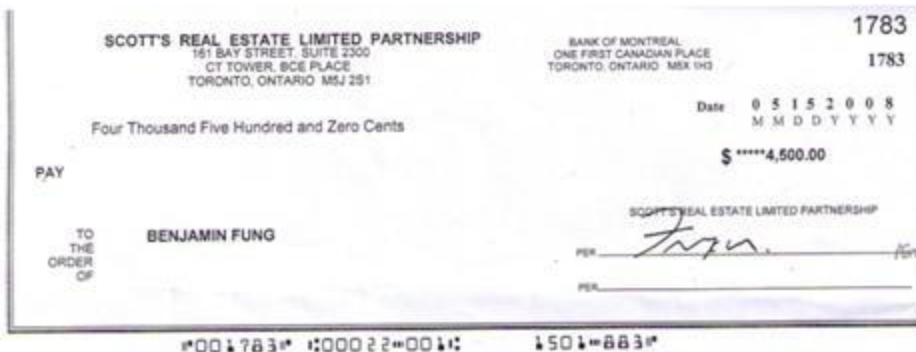 1783
SCOTT'S REAL ESTATE LIMITED PARTNERSHIP
161 BAY STREET, SUITE 2300
CT TOWER, BCE PLACE
TORONTO, ONTARIO M5J 2S1
BANK OF MONTREAL
ONE FIRST CANADIAN PLACE
TORONTO, ONTARIO M5X 1H3
1783
Date 0 5 1 5 2 0 0 8
M M D D Y Y Y Y
Four Thousand Five Hundred and Zero Cents
$ *****4,500.00
PAY
SCOTT'S REAL ESTATE LIMITED PARTNERSHIP
TO
THE
ORDER
OF
BENJAMIN FUNG
PER
PER
⑈001783⑈ ⑆00022⑉001⑆ 1501⑉883⑈